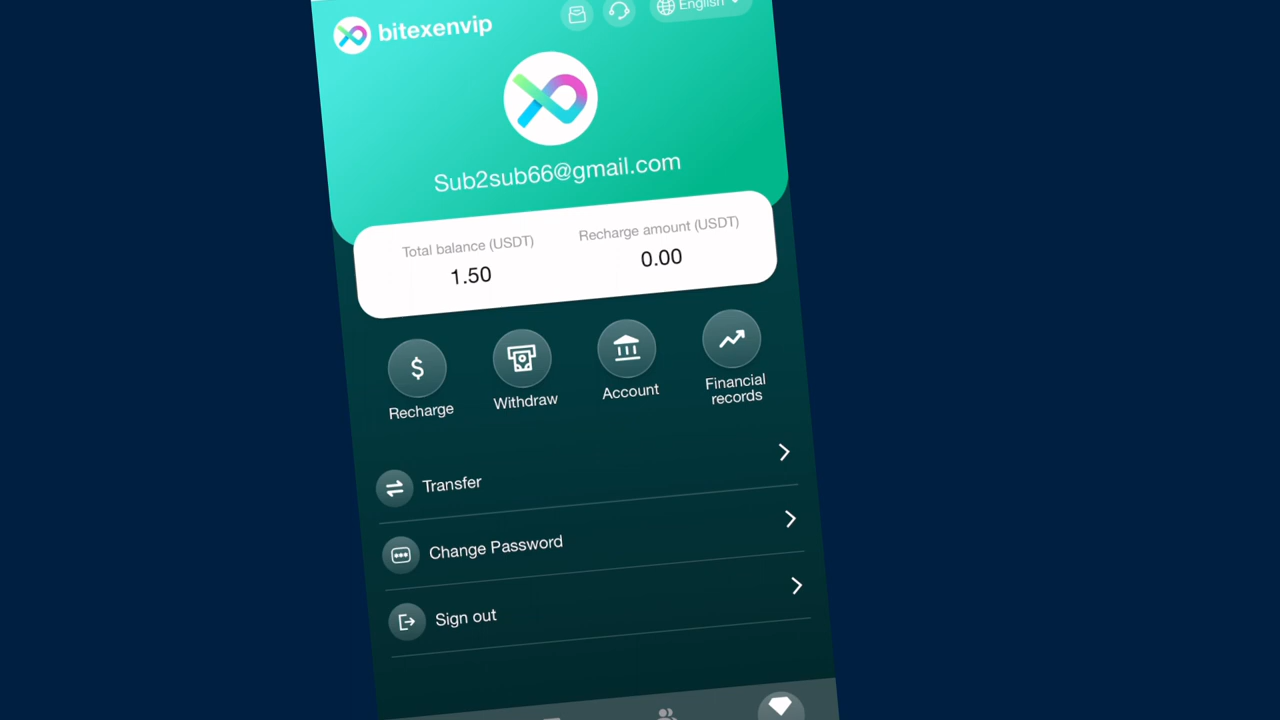 bitexenvip
English
Sub2sub66@gmail.com
Total balance (USDT)
Recharge amount (USDT)
1.50
0.00
Recharge
Withdraw
Account
Financial
records
Transfer
Change Password
Sign out